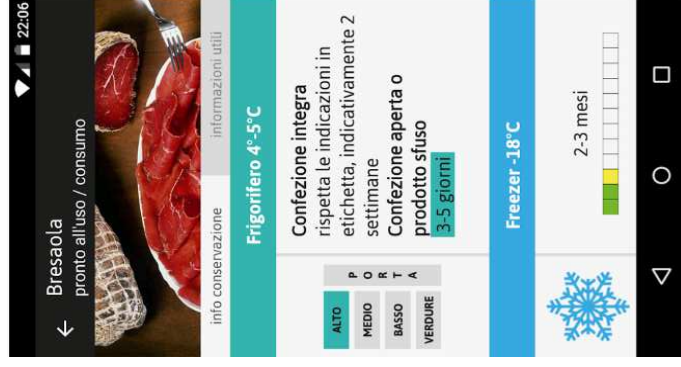 22:06
Bresaola
pronto all'uso / consumo
info conservazione
informazioni utili
Frigorifero 4°-5°C
ALTO
MEDIO
BASSO
VERDURE
PORTA
Confezione integra
rispetta le indicazioni in
etichetta, indicativamente 2
settimane
Confezione aperta o
prodotto sfuso
3-5 giorni
Freezer -18°C
2-3 mesi